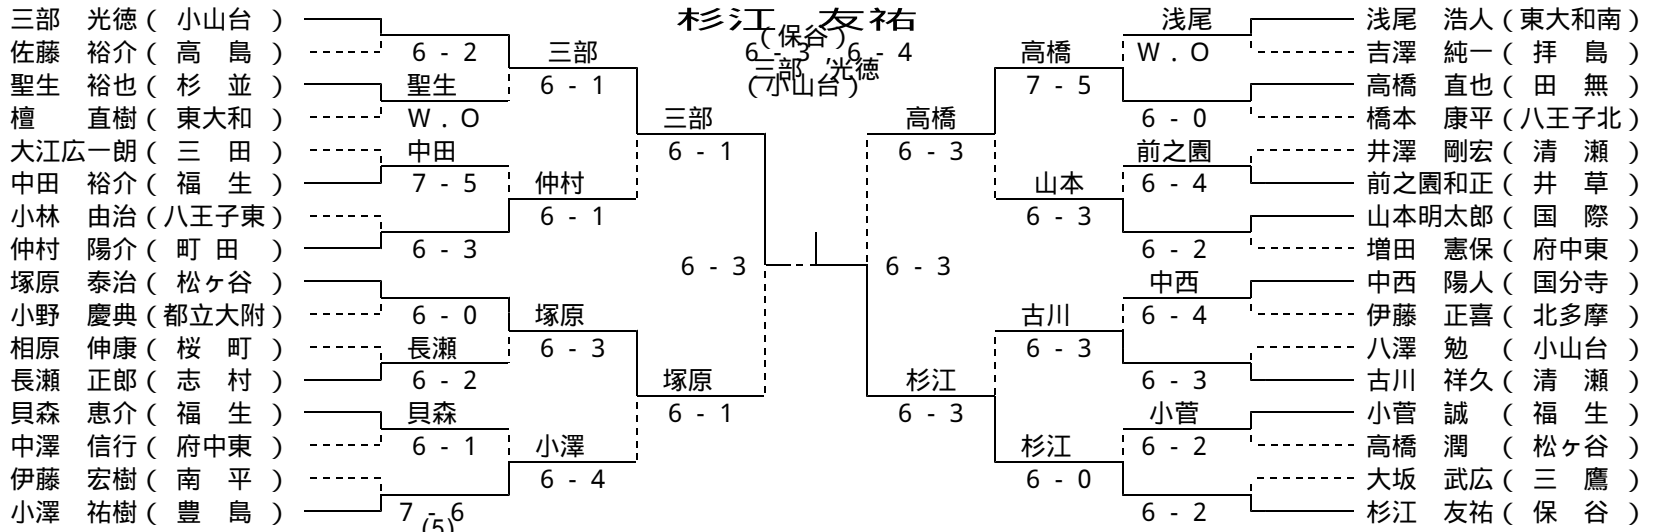 杉江 友祐
(保谷)
6 - 3 , 6 - 4
三部 光徳
(小山台)
三部 光徳 ( 小山台 )
佐藤 裕介 ( 高 島 )
聖生 裕也 ( 杉 並 )
檀 直樹 ( 東大和 )
大江広一朗 ( 三 田 )
中田 裕介 ( 福 生 )
小林 由治 (八王子東)
仲村 陽介 ( 町 田 )
塚原 泰治 ( 松ヶ谷 )
小野 慶典 (都立大附)
相原 伸康 ( 桜 町 )
長瀬 正郎 ( 志 村 )
貝森 恵介 ( 福 生 )
中澤 信行 ( 府中東 )
伊藤 宏樹 ( 南 平 )
小澤 祐樹 ( 豊 島 )
6 - 2
聖生
W . O
中田
7 - 5
6 - 3
6 - 0
長瀬
6 - 2
貝森
6 - 1
7 - 6
(5)
三部
6 - 1
仲村
6 - 1
塚原
6 - 3
小澤
6 - 4
三部
6 - 1
塚原
6 - 1
6 - 3
6 - 3
高橋
6 - 3
杉江
6 - 3
高橋
7 - 5
山本
6 - 3
古川
6 - 3
杉江
6 - 0
浅尾
W . O
6 - 0
前之園
6 - 4
6 - 2
中西
6 - 4
6 - 3
小菅
6 - 2
6 - 2
浅尾 浩人 (東大和南)
吉澤 純一 ( 拝 島 )
高橋 直也 ( 田 無 )
橋本 康平 (八王子北)
井澤 剛宏 ( 清 瀬 )
前之園和正 ( 井 草 )
山本明太郎 ( 国 際 )
増田 憲保 ( 府中東 )
中西 陽人 ( 国分寺 )
伊藤 正喜 ( 北多摩 )
八澤 勉 ( 小山台 )
古川 祥久 ( 清 瀬 )
小菅 誠 ( 福 生 )
高橋 潤 ( 松ヶ谷 )
大坂 武広 ( 三 鷹 )
杉江 友祐 ( 保 谷 )